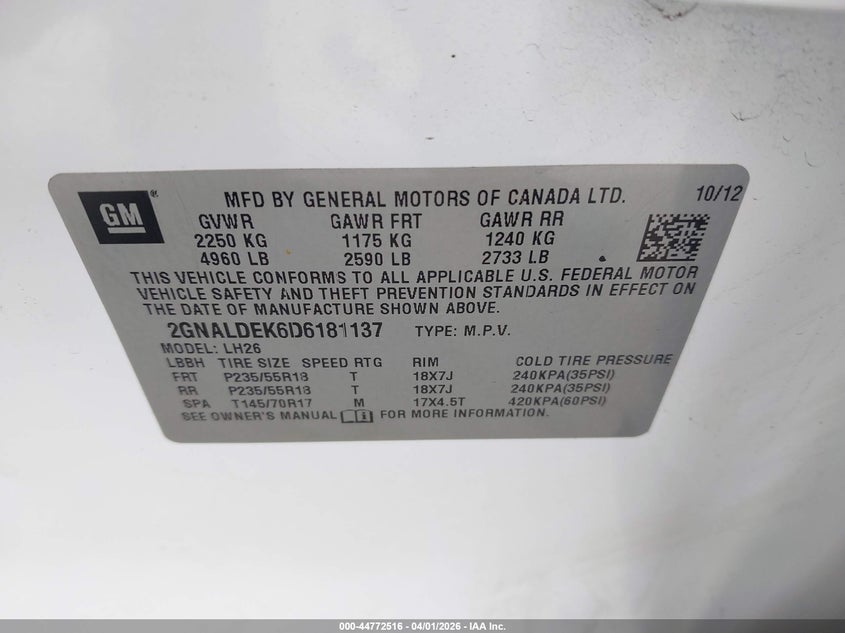 GM ®
MFD BY GENERAL MOTORS OF CANADA LTD. 10/12
GVWR GAWR FRT GAWR RR
2250 KG 1175 KG 1240 KG
4960 LB 2590 LB 2733 LB
THIS VEHICLE CONFORMS TO ALL APPLICABLE U.S. FEDERAL MOTOR
VEHICLE SAFETY AND THEFT PREVENTION STANDARDS IN EFFECT ON
THE DATE OF MANUFACTURE SHOWN ABOVE.
2GNALDEK6D6181137 TYPE: M.P.V.
MODEL: LH26
LBBH TIRE SIZE SPEED RTG RIM COLD TIRE PRESSURE
FRT P235/55R18 T 18X7J 240KPA(35PSI)
RR P235/55R18 T 18X7J 240KPA(35PSI)
SPA T145/70R17 M 17X4.5T 420KPA(60PSI)
SEE OWNER'S MANUAL FOR MORE INFORMATION.
000-44772516 - 04/01/2026 - IAA Inc.